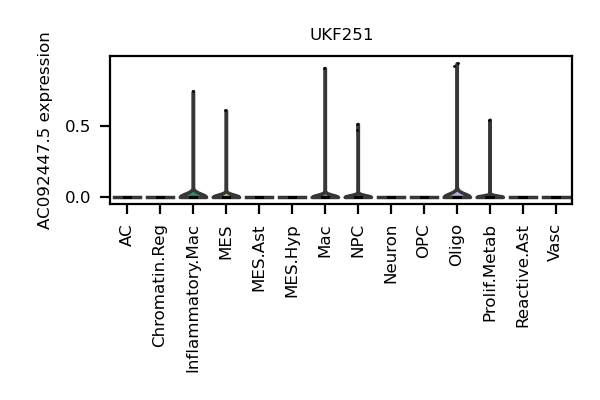 UKF251
AC092447.5 expression
0.5
0.0
AC
Chromatin.Reg
Inflammatory.Mac
MES
MES.Ast
MES.Hyp
Mac
NPC
Neuron
OPC
Oligo
Prolif.Metab
Reactive.Ast
Vasc